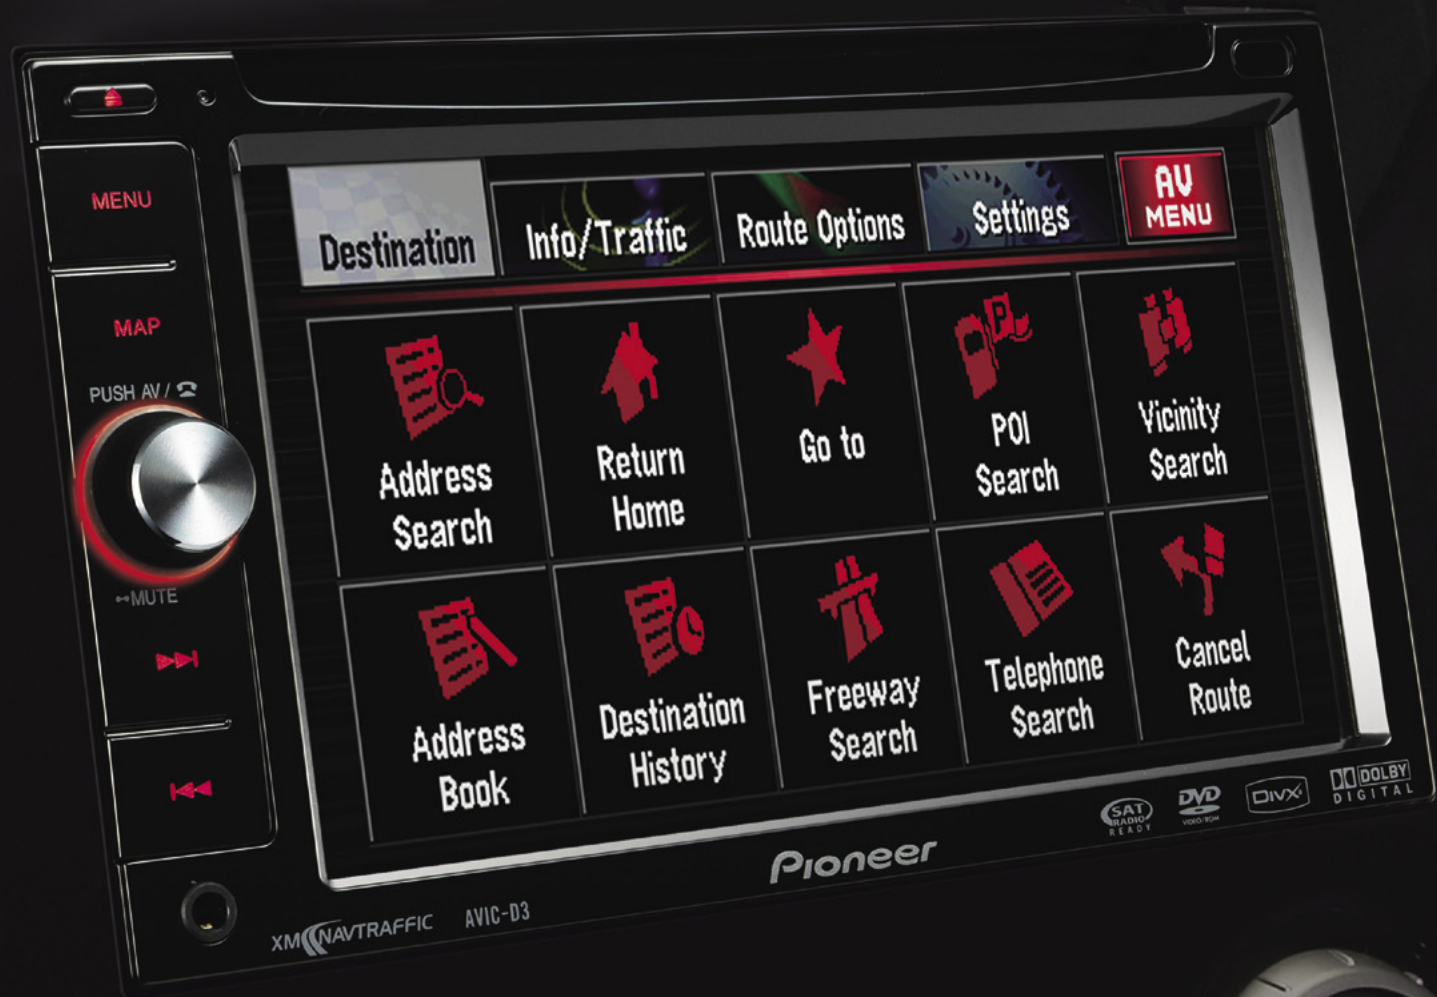 MENU
MAP
PUSH AV /
MUTE
Destination
Info/Traffic
Route Options
Settings
AV
MENU
Address
Search
Return
Home
Go to
P
POI
Search
Vicinity
Search
Address
Book
Destination
History
Freeway
Search
Telephone
Search
Cancel
Route
Pioneer
SAT
RADIO
READY
DVD
VIDEO/ROM
DivX
DOLBY
DIGITAL
XM NAVTRAFFIC
AVIC-D3